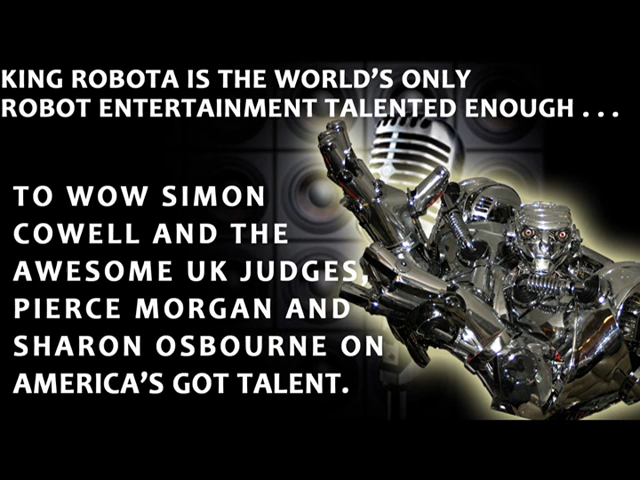 KING ROBOTA IS THE WORLD'S ONLY
ROBOT ENTERTAINMENT TALENTED ENOUGH . . .
TO WOW SIMON
COWELL AND THE
AWESOME UK JUDGES,
PIERCE MORGAN AND
SHARON OSBOURNE ON
AMERICA'S GOT TALENT.